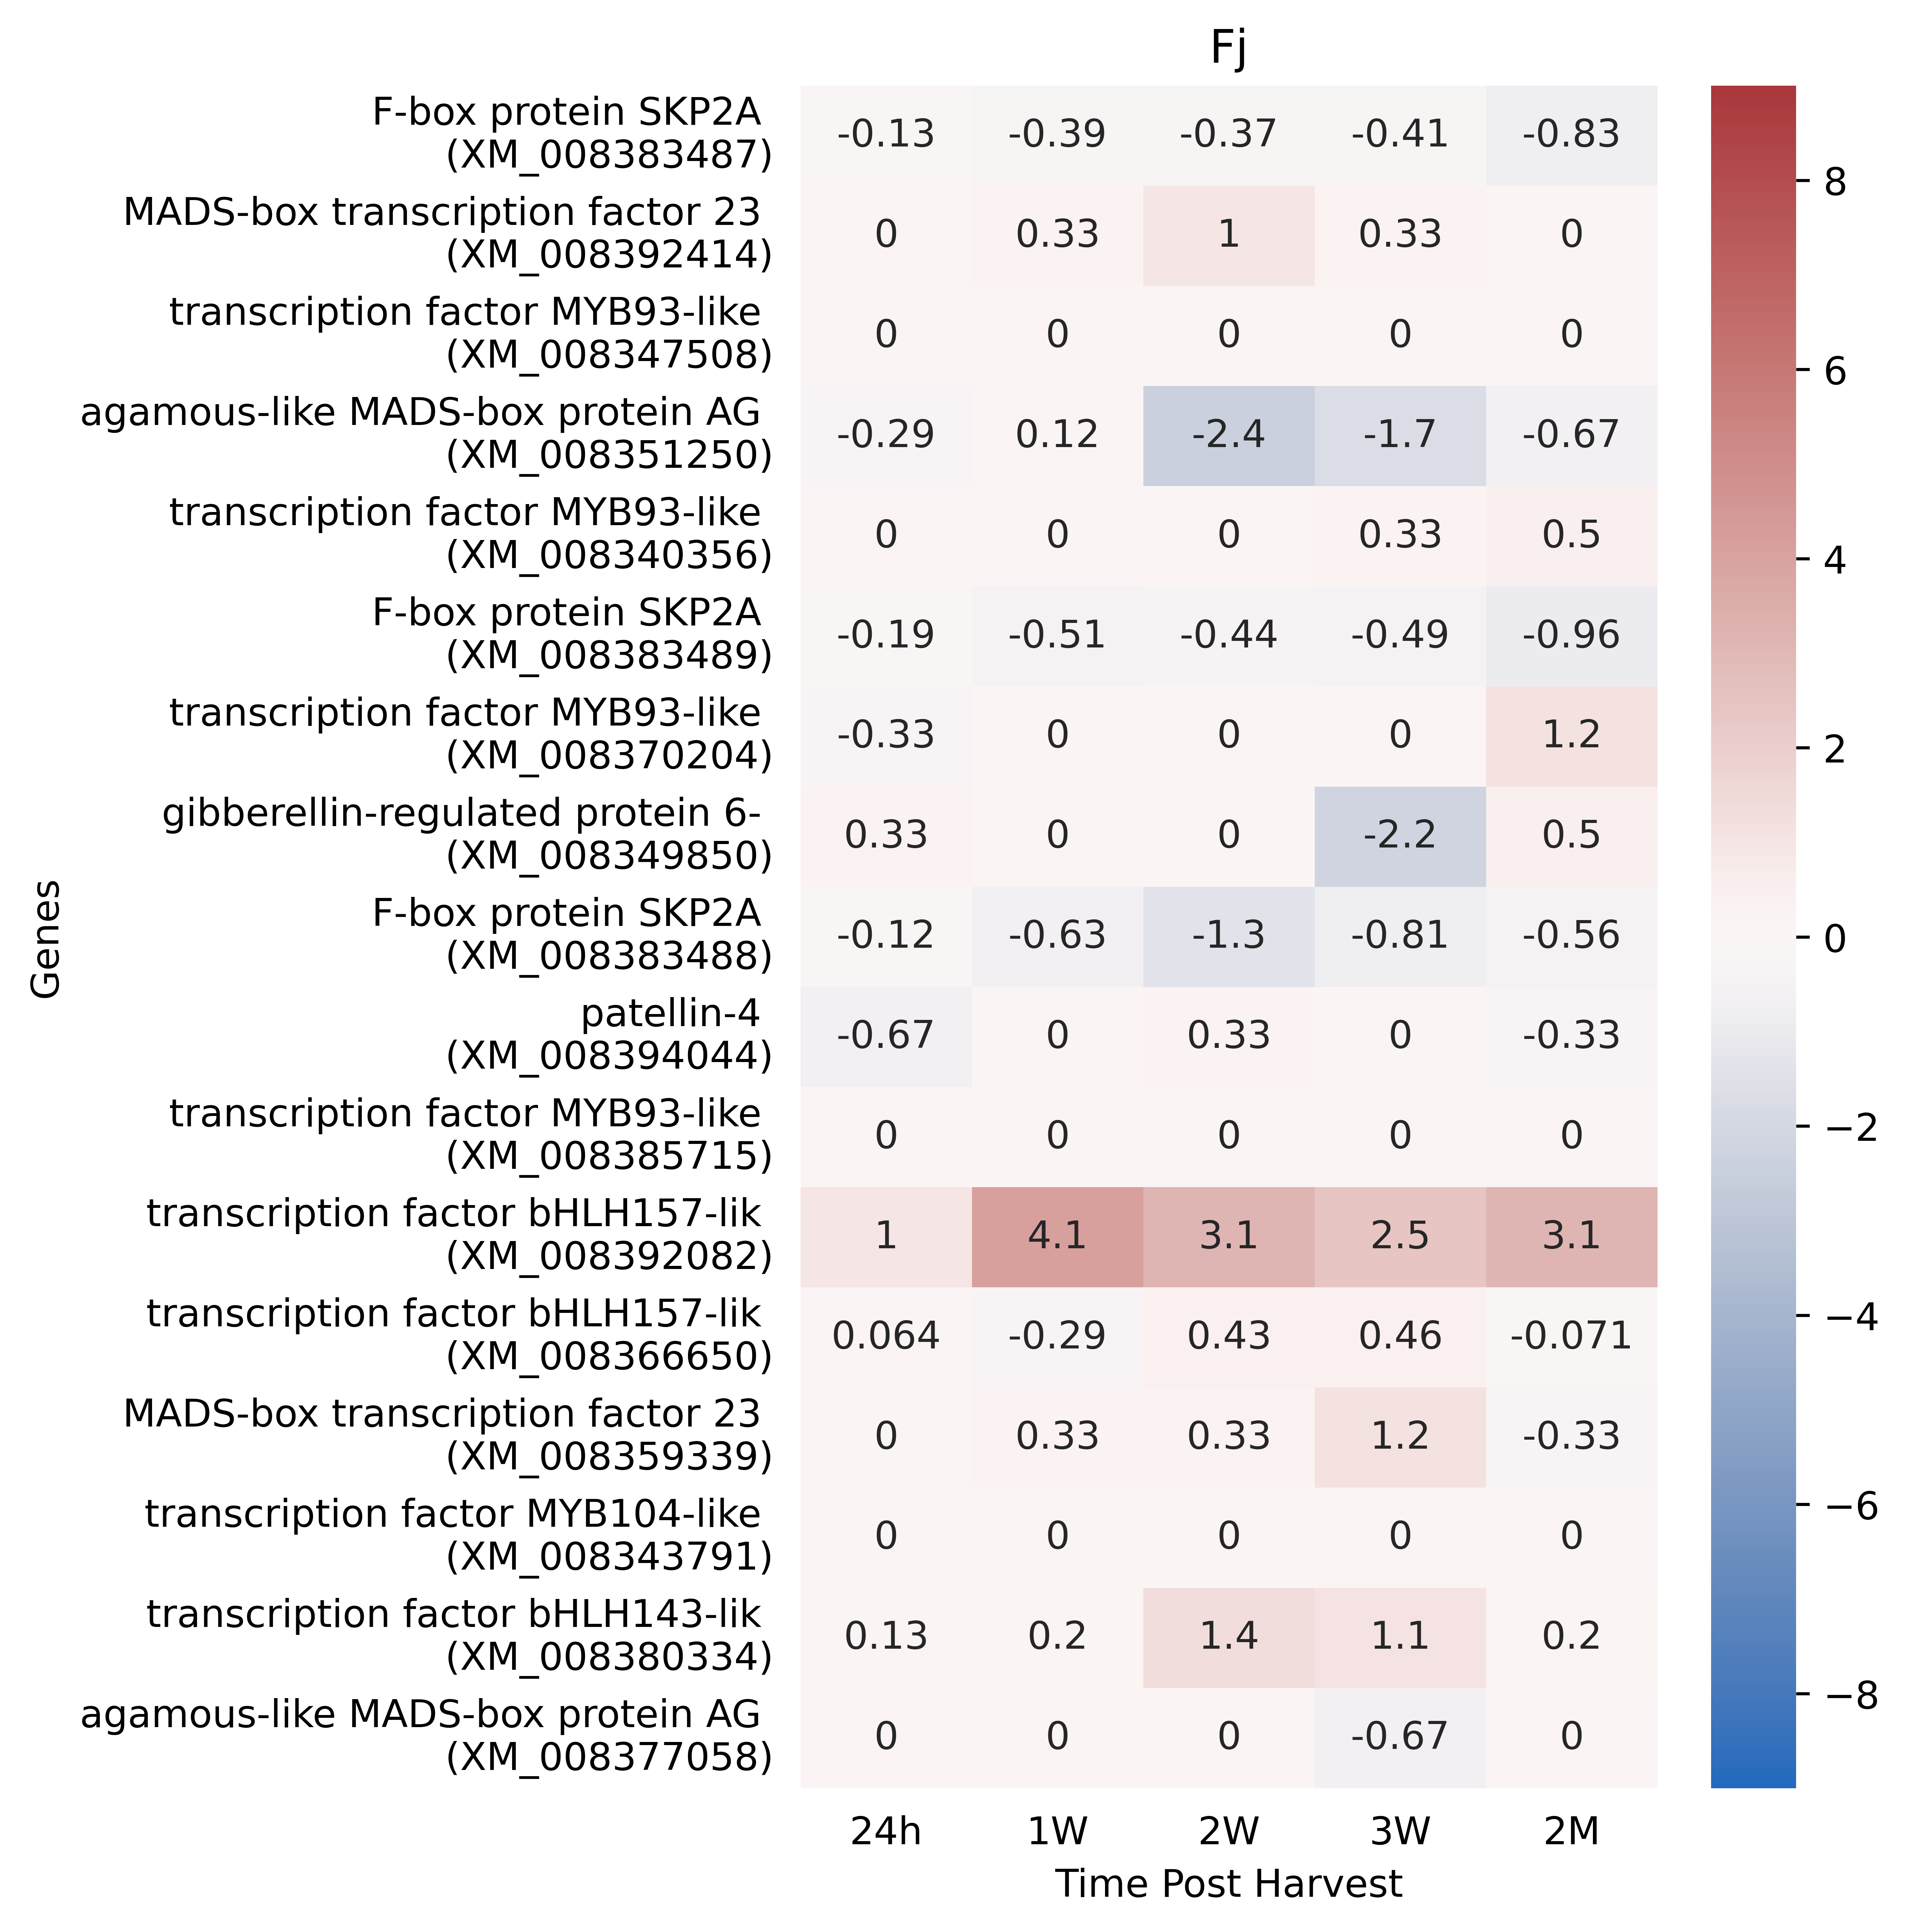 Fj
F-box protein SKP2A
(XM_008383487)
-0.13 -0.39 -0.37 -0.41 -0.83
MADS-box transcription factor 23
(XM_008392414)
0 0.33 1 0.33 0
transcription factor MYB93-like
(XM_008347508)
0 0 0 0 0
agamous-like MADS-box protein AG
(XM_008351250)
-0.29 0.12 -2.4 -1.7 -0.67
transcription factor MYB93-like
(XM_008340356)
0 0 0 0.33 0.5
F-box protein SKP2A
(XM_008383489)
-0.19 -0.51 -0.44 -0.49 -0.96
transcription factor MYB93-like
(XM_008370204)
-0.33 0 0 0 1.2
gibberellin-regulated protein 6-
(XM_008349850)
0.33 0 0 -2.2 0.5
F-box protein SKP2A
(XM_008383488)
-0.12 -0.63 -1.3 -0.81 -0.56
patellin-4
(XM_008394044)
-0.67 0 0.33 0 -0.33
transcription factor MYB93-like
(XM_008385715)
0 0 0 0 0
transcription factor bHLH157-lik
(XM_008392082)
1 4.1 3.1 2.5 3.1
transcription factor bHLH157-lik
(XM_008366650)
0.064 -0.29 0.43 0.46 -0.071
MADS-box transcription factor 23
(XM_008359339)
0 0.33 0.33 1.2 -0.33
transcription factor MYB104-like
(XM_008343791)
0 0 0 0 0
transcription factor bHLH143-lik
(XM_008380334)
0.13 0.2 1.4 1.1 0.2
agamous-like MADS-box protein AG
(XM_008377058)
0 0 0 -0.67 0
24h 1W 2W 3W 2M
Time Post Harvest
Genes
8
6
4
2
0
−2
−4
−6
−8